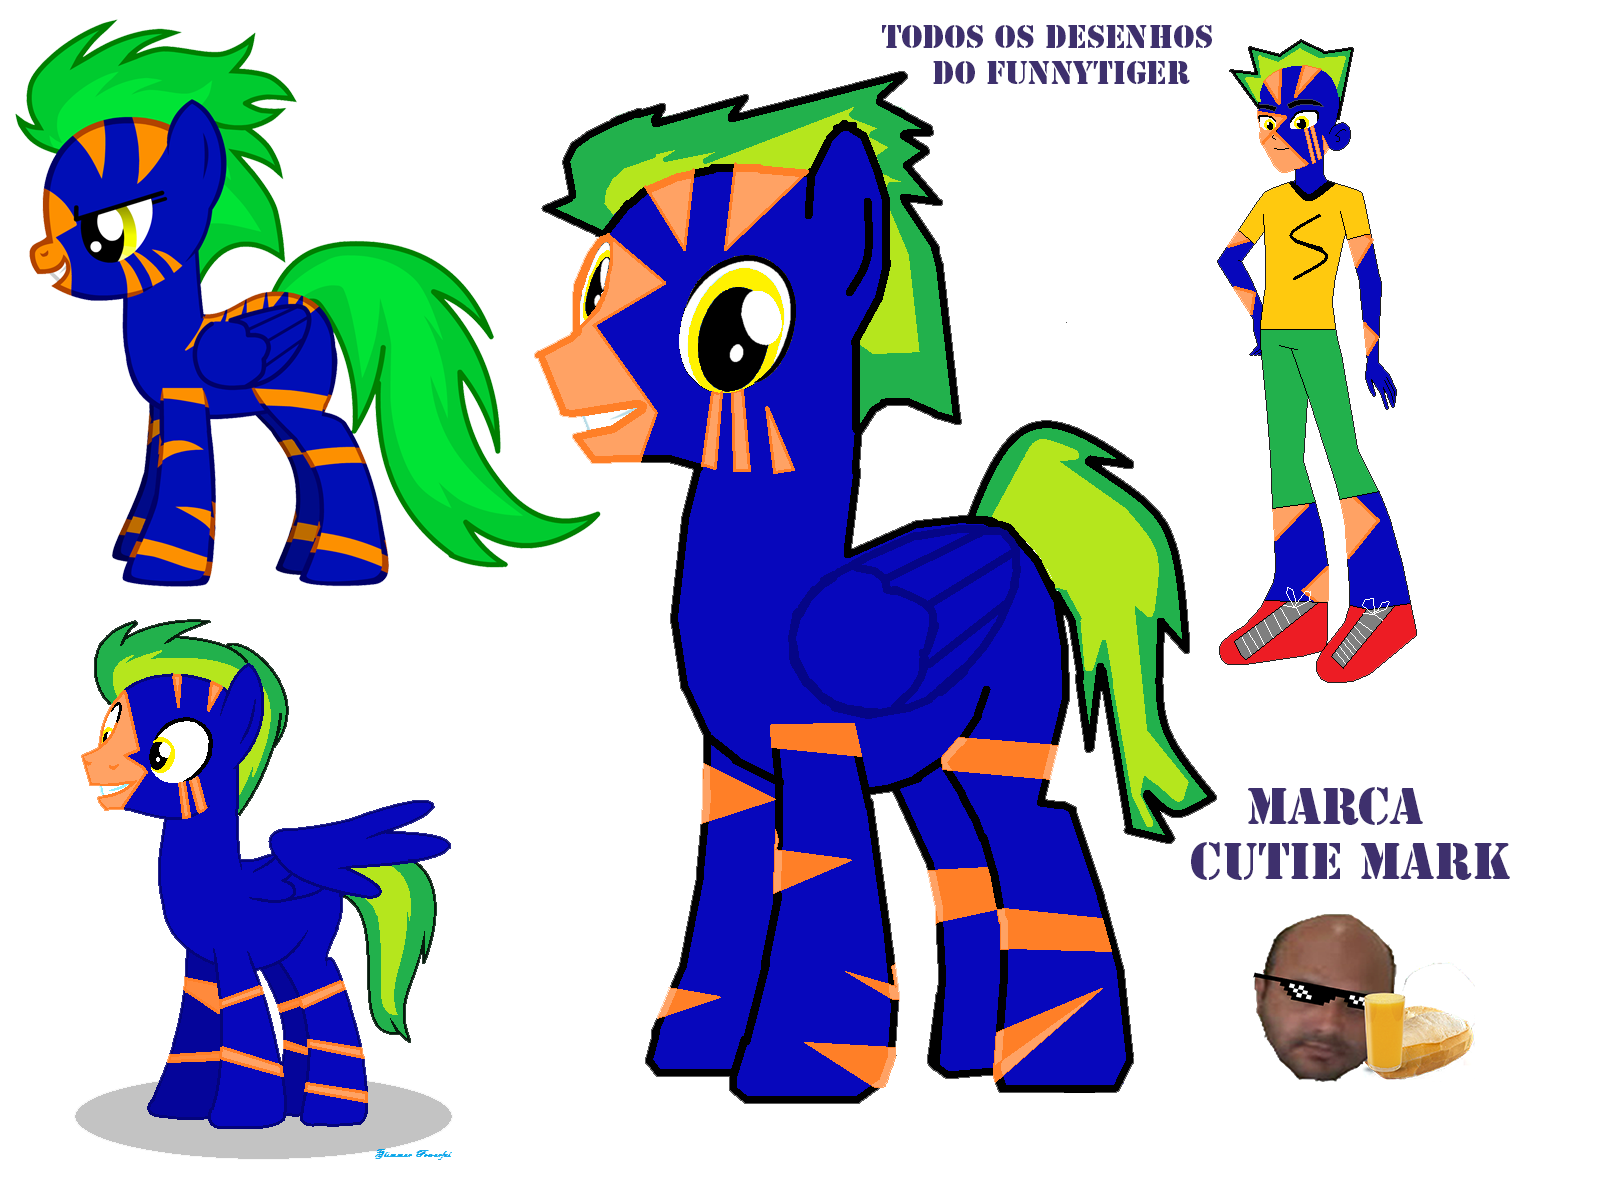 TODOS OS DESENHOS
DO FUNNYTIGER
S
MARCA
CUTIE MARK